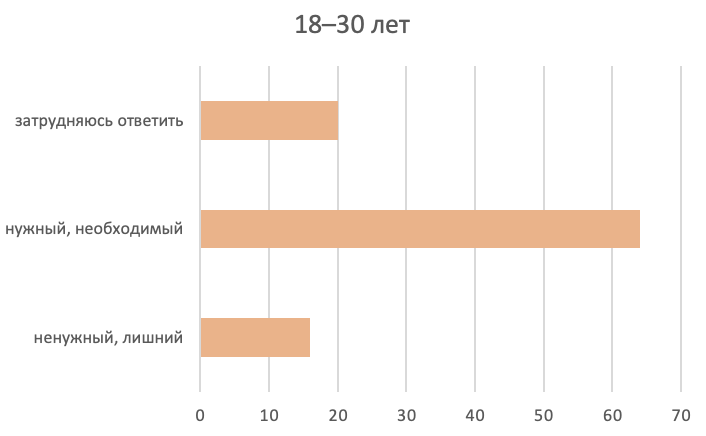 18–30 лет
затрудняюсь ответить
нужный, необходимый
ненужный, лишний
0 10 20 30 40 50 60 70